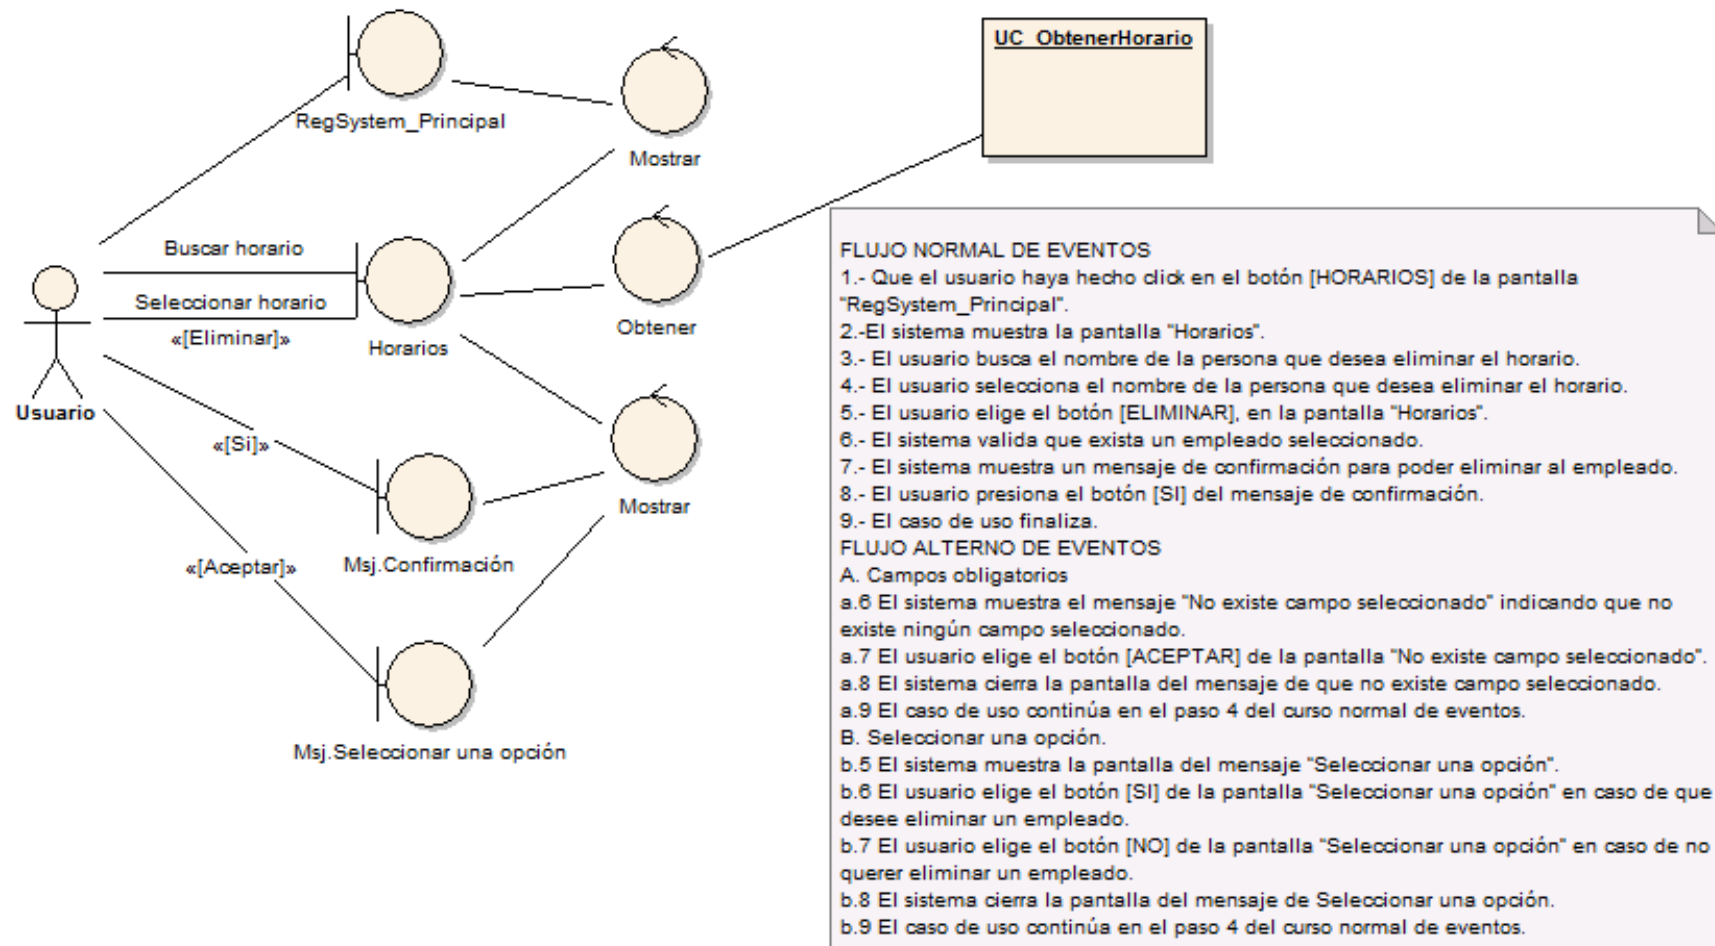 UC_ObtenerHorario
RegSystem_Principal
Mostrar
Buscar horario
Seleccionar horario
«[Eliminar]»
Horarios
Obtener
Usuario
«[Si]»
Mostrar
«[Aceptar]»
Msj.Confirmación
Msj.Seleccionar una opción
FLUJO NORMAL DE EVENTOS
1.- Que el usuario haya hecho click en el botón [HORARIOS] de la pantalla
"RegSystem_Principal".
2.-El sistema muestra la pantalla "Horarios".
3.- El usuario busca el nombre de la persona que desea eliminar el horario.
4.- El usuario selecciona el nombre de la persona que desea eliminar el horario.
5.- El usuario elige el botón [ELIMINAR], en la pantalla "Horarios".
6.- El sistema valida que exista un empleado seleccionado.
7.- El sistema muestra un mensaje de confirmación para poder eliminar al empleado.
8.- El usuario presiona el botón [SI] del mensaje de confirmación.
9.- El caso de uso finaliza.
FLUJO ALTERNO DE EVENTOS
A. Campos obligatorios
a.6 El sistema muestra el mensaje "No existe campo seleccionado" indicando que no
existe ningún campo seleccionado.
a.7 El usuario elige el botón [ACEPTAR] de la pantalla "No existe campo seleccionado".
a.8 El sistema cierra la pantalla del mensaje de que no existe campo seleccionado.
a.9 El caso de uso continúa en el paso 4 del curso normal de eventos.
B. Seleccionar una opción.
b.5 El sistema muestra la pantalla del mensaje "Seleccionar una opción".
b.6 El usuario elige el botón [SI] de la pantalla "Seleccionar una opción" en caso de que
desee eliminar un empleado.
b.7 El usuario elige el botón [NO] de la pantalla "Seleccionar una opción" en caso de no
querer eliminar un empleado.
b.8 El sistema cierra la pantalla del mensaje de Seleccionar una opción.
b.9 El caso de uso continúa en el paso 4 del curso normal de eventos.